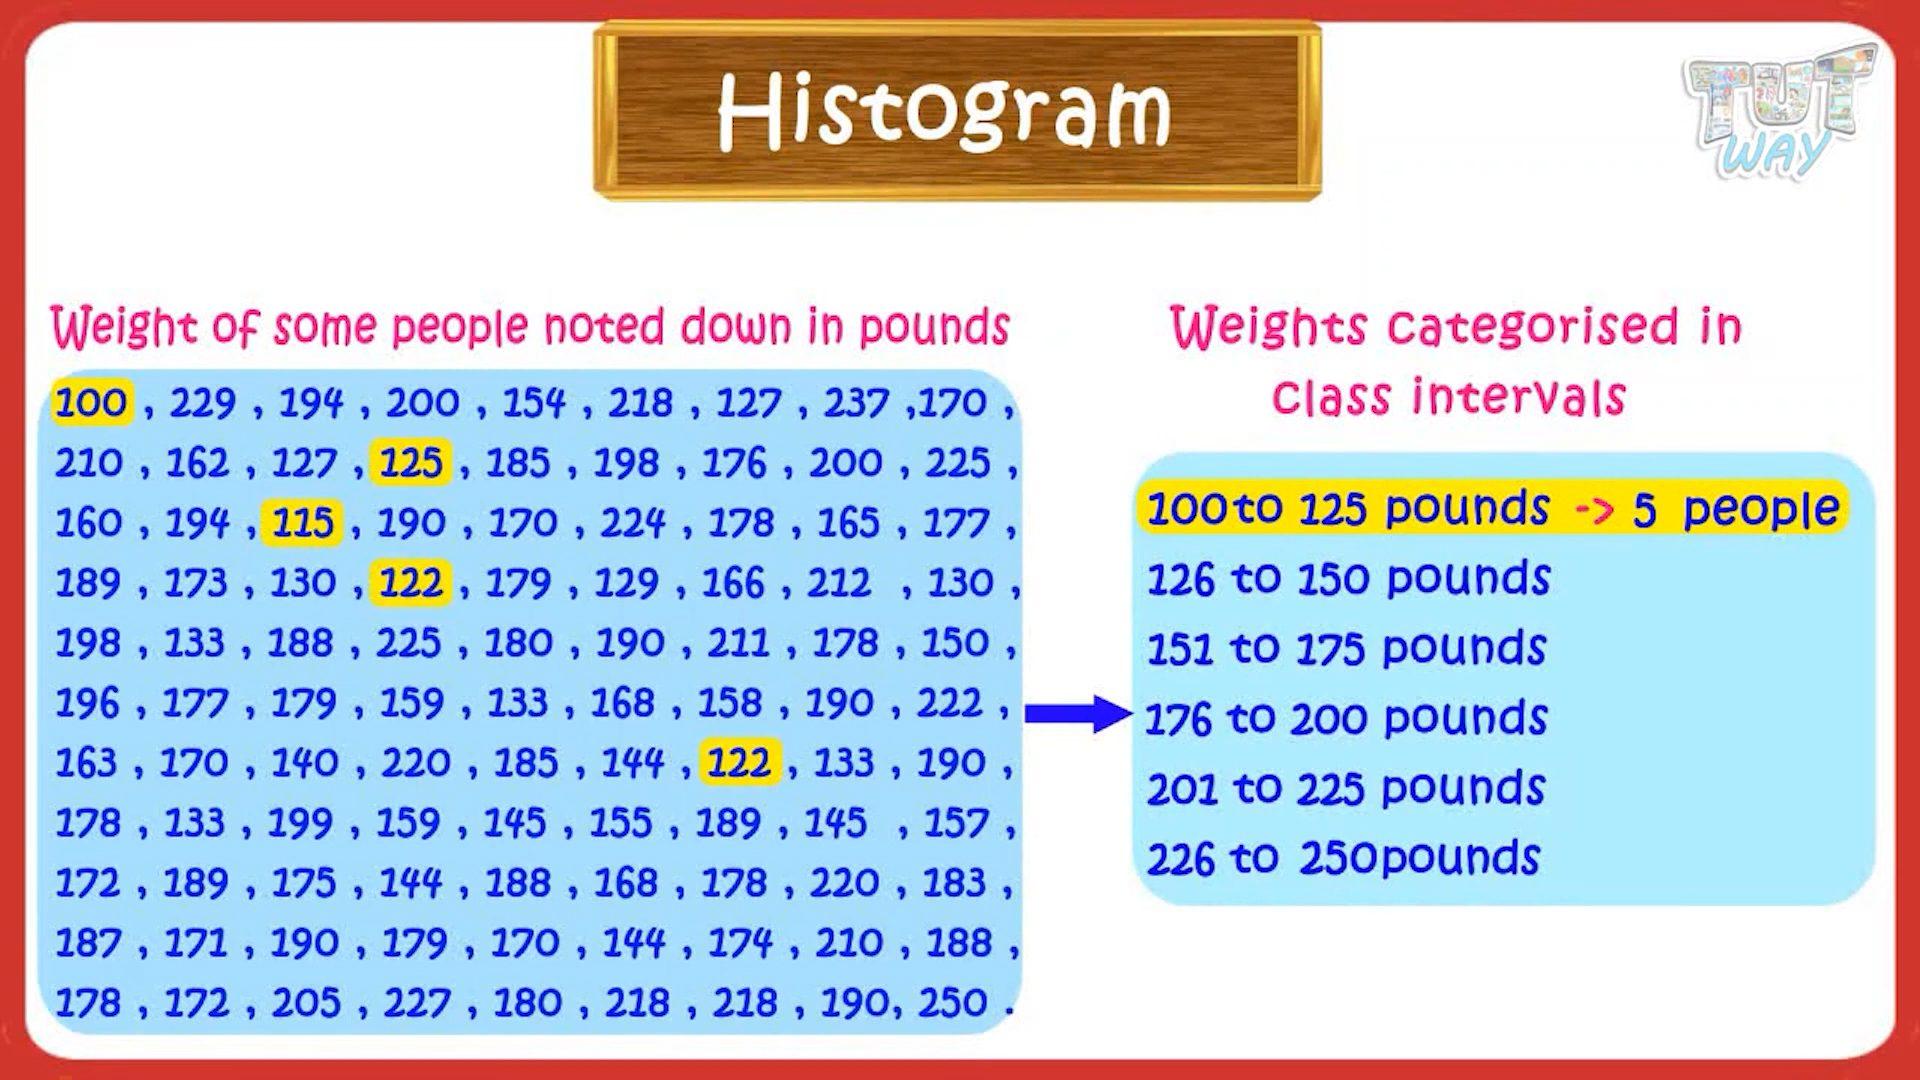 Histogram
TUT
WAY
Weight of some people noted down in pounds
100 , 229 , 194 , 200 , 154 , 218 , 127 , 237 ,170 ,
210 , 162 , 127 , 125 , 185 , 198 , 176 , 200 , 225 ,
160 , 194 , 115 , 190 , 170 , 224 , 178 , 165 , 177 ,
189 , 173 , 130 , 122 , 179 , 129 , 166 , 212 , 130 ,
198 , 133 , 188 , 225 , 180 , 190 , 211 , 178 , 150 ,
196 , 177 , 179 , 159 , 133 , 168 , 158 , 190 , 222 ,
163 , 170 , 140 , 220 , 185 , 144 , 122 , 133 , 190 ,
178 , 133 , 199 , 159 , 145 , 155 , 189 , 145 , 157 ,
172 , 189 , 175 , 144 , 188 , 168 , 178 , 220 , 183 ,
187 , 171 , 190 , 179 , 170 , 144 , 174 , 210 , 188 ,
178 , 172 , 205 , 227 , 180 , 218 , 218 , 190, 250 .
Weights categorised in
class intervals
100to 125 pounds -> 5 people
126 to 150 pounds
151 to 175 pounds
176 to 200 pounds
201 to 225 pounds
226 to 250pounds